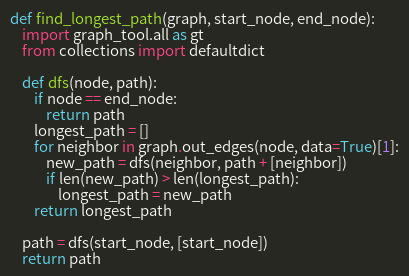 def find_longest_path(graph, start_node, end_node):
    import graph_tool.all as gt
    from collections import defaultdict

    def dfs(node, path):
        if node == end_node:
            return path
        longest_path = []
        for neighbor in graph.out_edges(node, data=True)[1]:
            new_path = dfs(neighbor, path + [neighbor])
            if len(new_path) > len(longest_path):
                longest_path = new_path
        return longest_path

    path = dfs(start_node, [start_node])
    return path